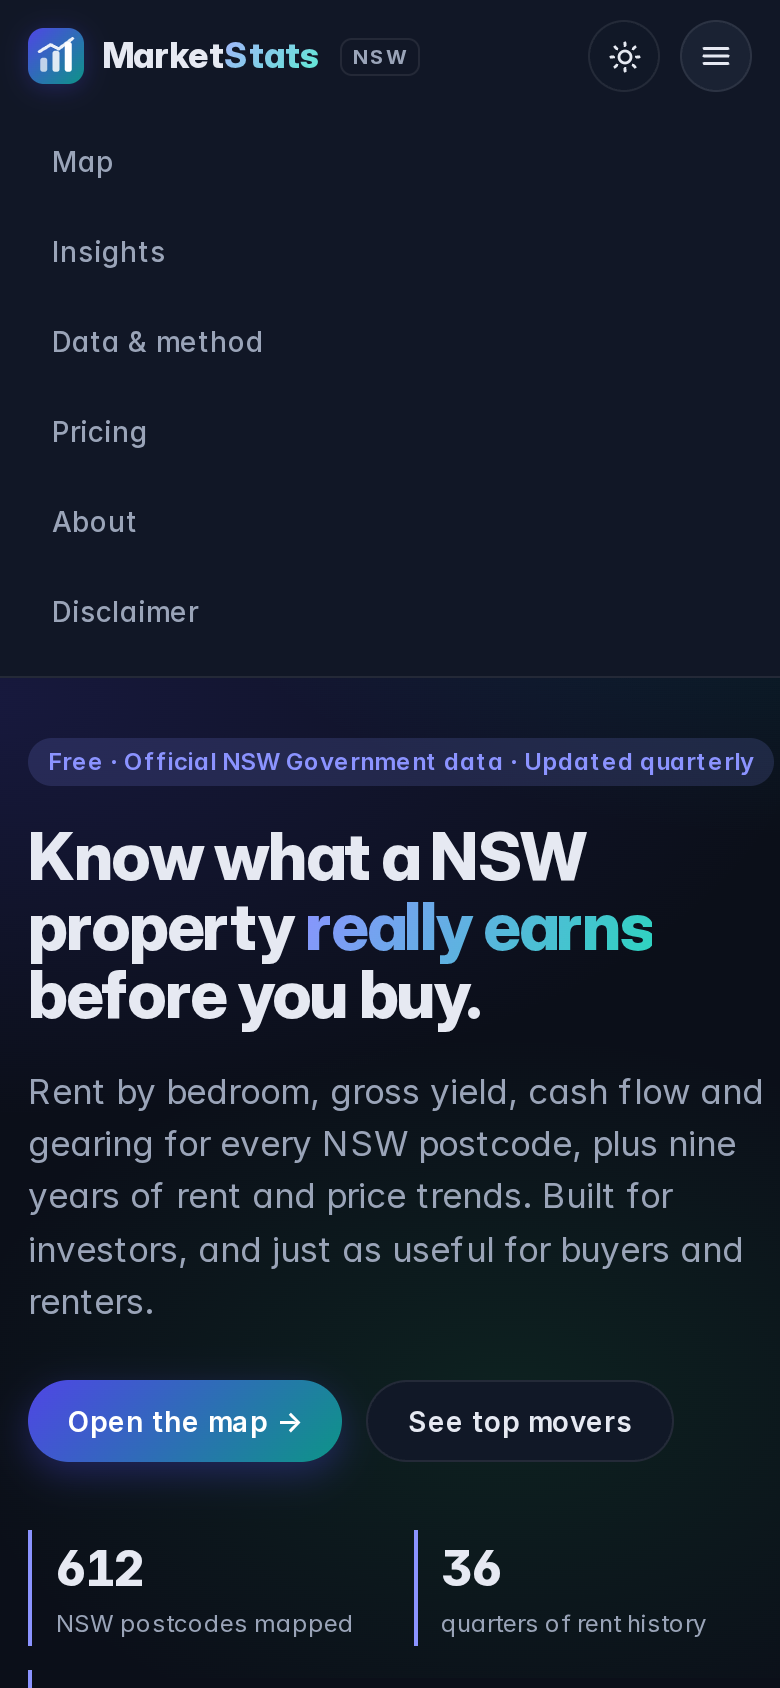 MarketStats NSW
Map
Insights
Data & method
Pricing
About
Disclaimer
Free · Official NSW Government data · Updated quarterly
Know what a NSW
property really earns
before you buy.
Rent by bedroom, gross yield, cash flow and
gearing for every NSW postcode, plus nine
years of rent and price trends. Built for
investors, and just as useful for buyers and
renters.
Open the map →
See top movers
612
NSW postcodes mapped
36
quarters of rent history